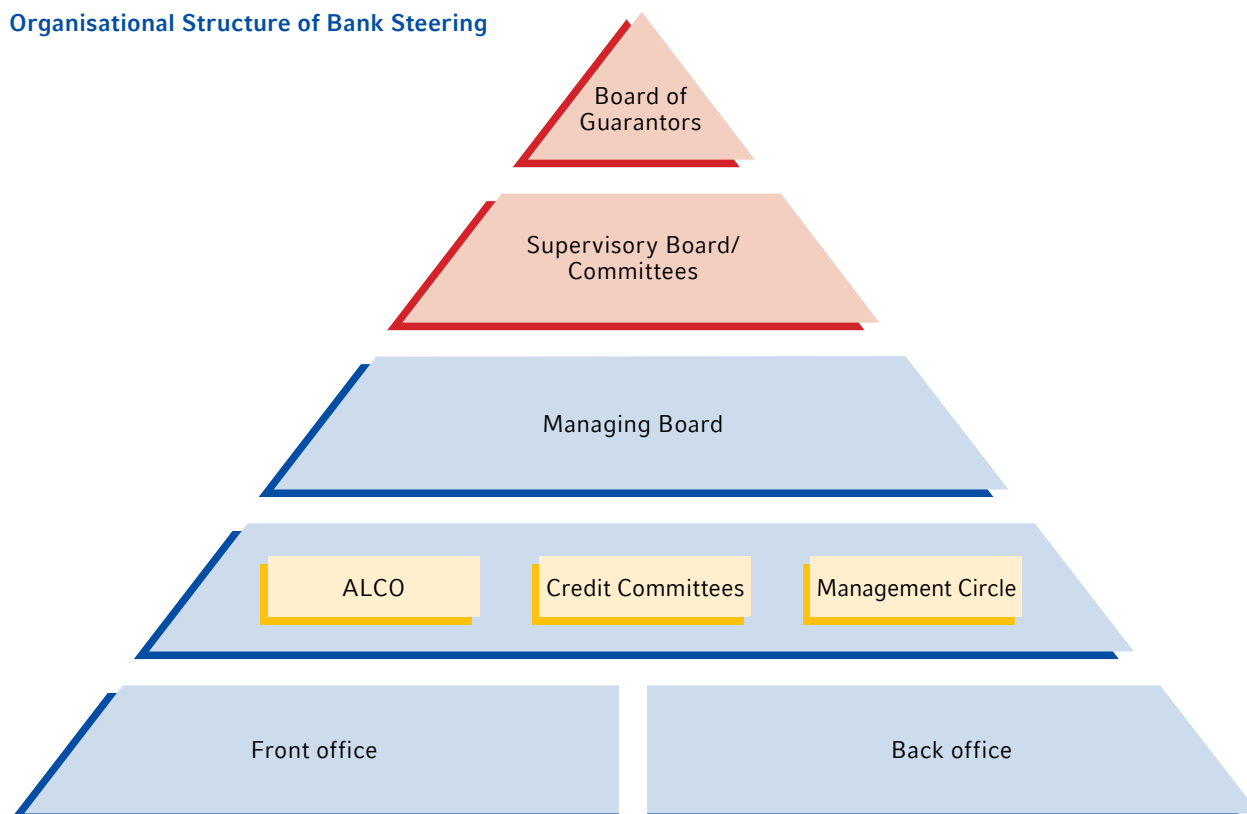 Organisational Structure of Bank Steering
Board of
Guarantors
Supervisory Board/
Committees
Managing Board
ALCO
Credit Committees
Management Circle
Front office
Back office